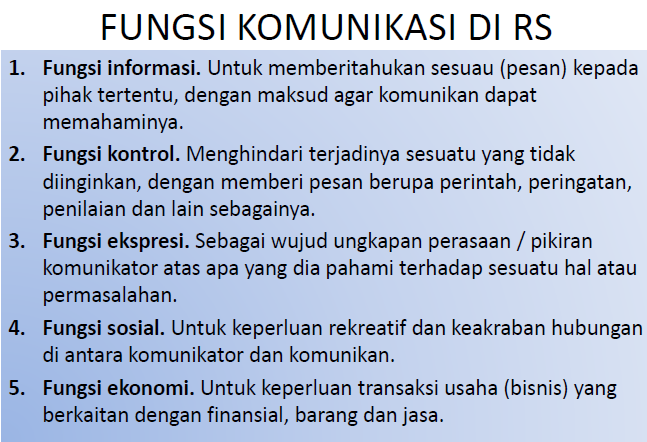 FUNGSI KOMUNIKASI DI RS
1. Fungsi informasi. Untuk memberitahukan sesuau (pesan) kepada
pihak tertentu, dengan maksud agar komunikan dapat
memahaminya.
2. Fungsi kontrol. Menghindari terjadinya sesuatu yang tidak
diinginkan, dengan memberi pesan berupa perintah, peringatan,
penilaian dan lain sebagainya.
3. Fungsi ekspresi. Sebagai wujud ungkapan perasaan / pikiran
komunikator atas apa yang dia pahami terhadap sesuatu hal atau
permasalahan.
4. Fungsi sosial. Untuk keperluan rekreatif dan keakraban hubungan
di antara komunikator dan komunikan.
5. Fungsi ekonomi. Untuk keperluan transaksi usaha (bisnis) yang
berkaitan dengan finansial, barang dan jasa.